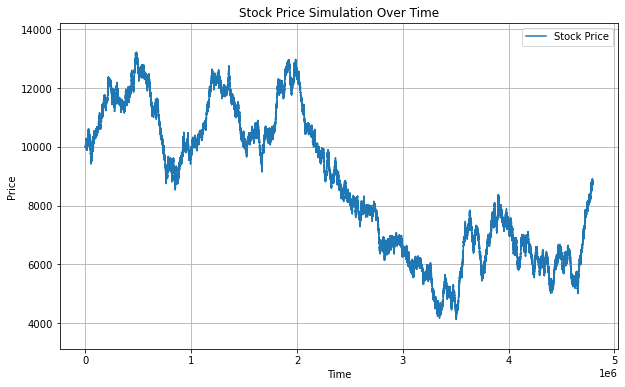 Stock Price Simulation Over Time
14000
Stock Price
12000
10000
Price
8000
6000
4000
0 1 2 3 4 5
1e6
Time